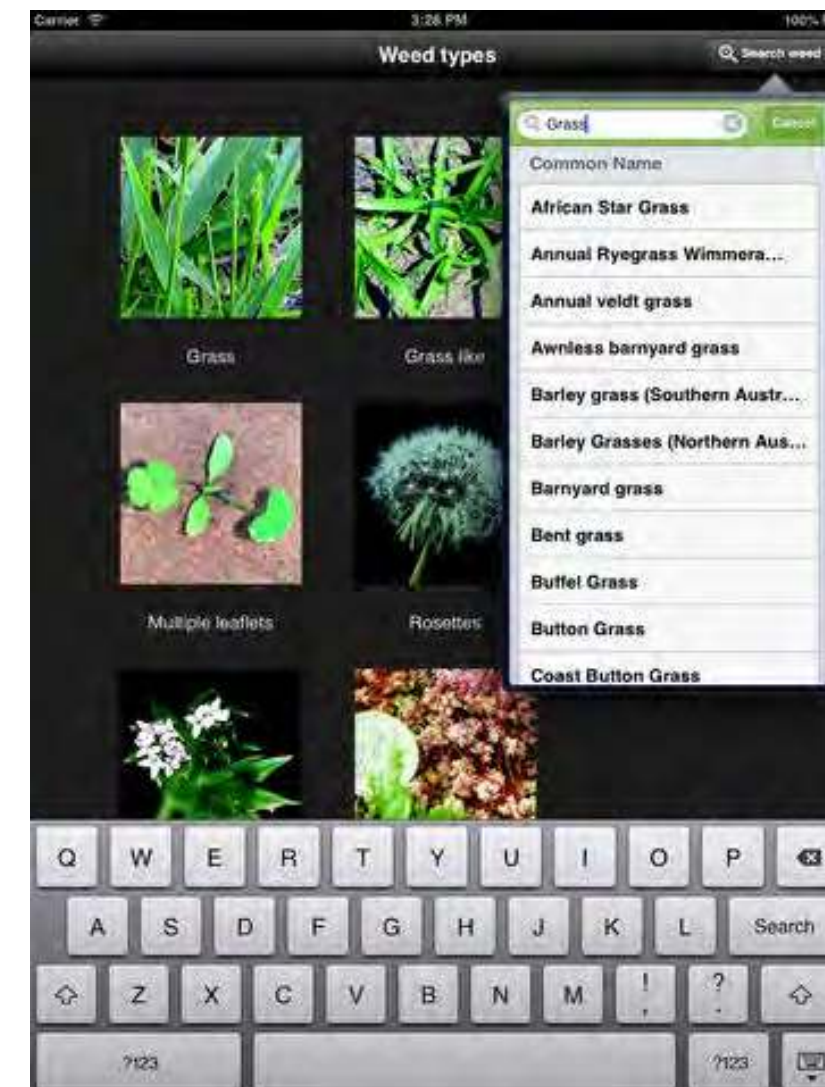 Carrier 3:26 PM 100%
Weed types
Search weed
Grass
Cancel
Common Name
African Star Grass
Annual Ryegrass Wimmera...
Annual veldt grass
Awnless barnyard grass
Barley grass (Southern Austr...
Barley Grasses (Northern Aus...
Barnyard grass
Bent grass
Buffel Grass
Button Grass
Coast Button Grass
Grass
Grass like
Multiple leaflets
Rosettes
Q W E R T Y U I O P
A S D F G H J K L Search
Z X C V B N M ! , ? .
?123 ?123